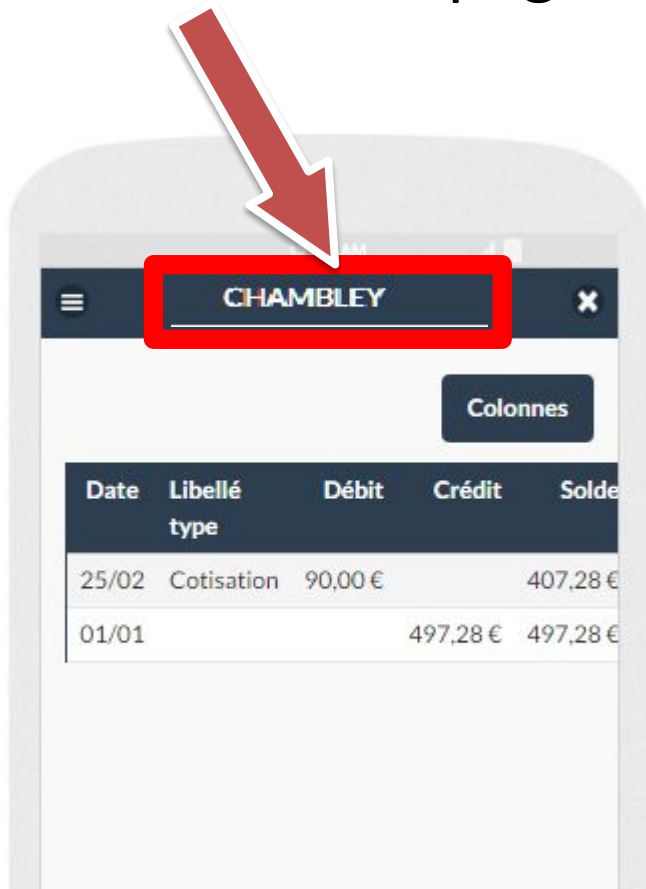 CHAMBLEY
Colonnes
Date Libellé type Débit Crédit Solde
25/02 Cotisation 90,00 € 407,28 €
01/01 497,28 € 497,28 €